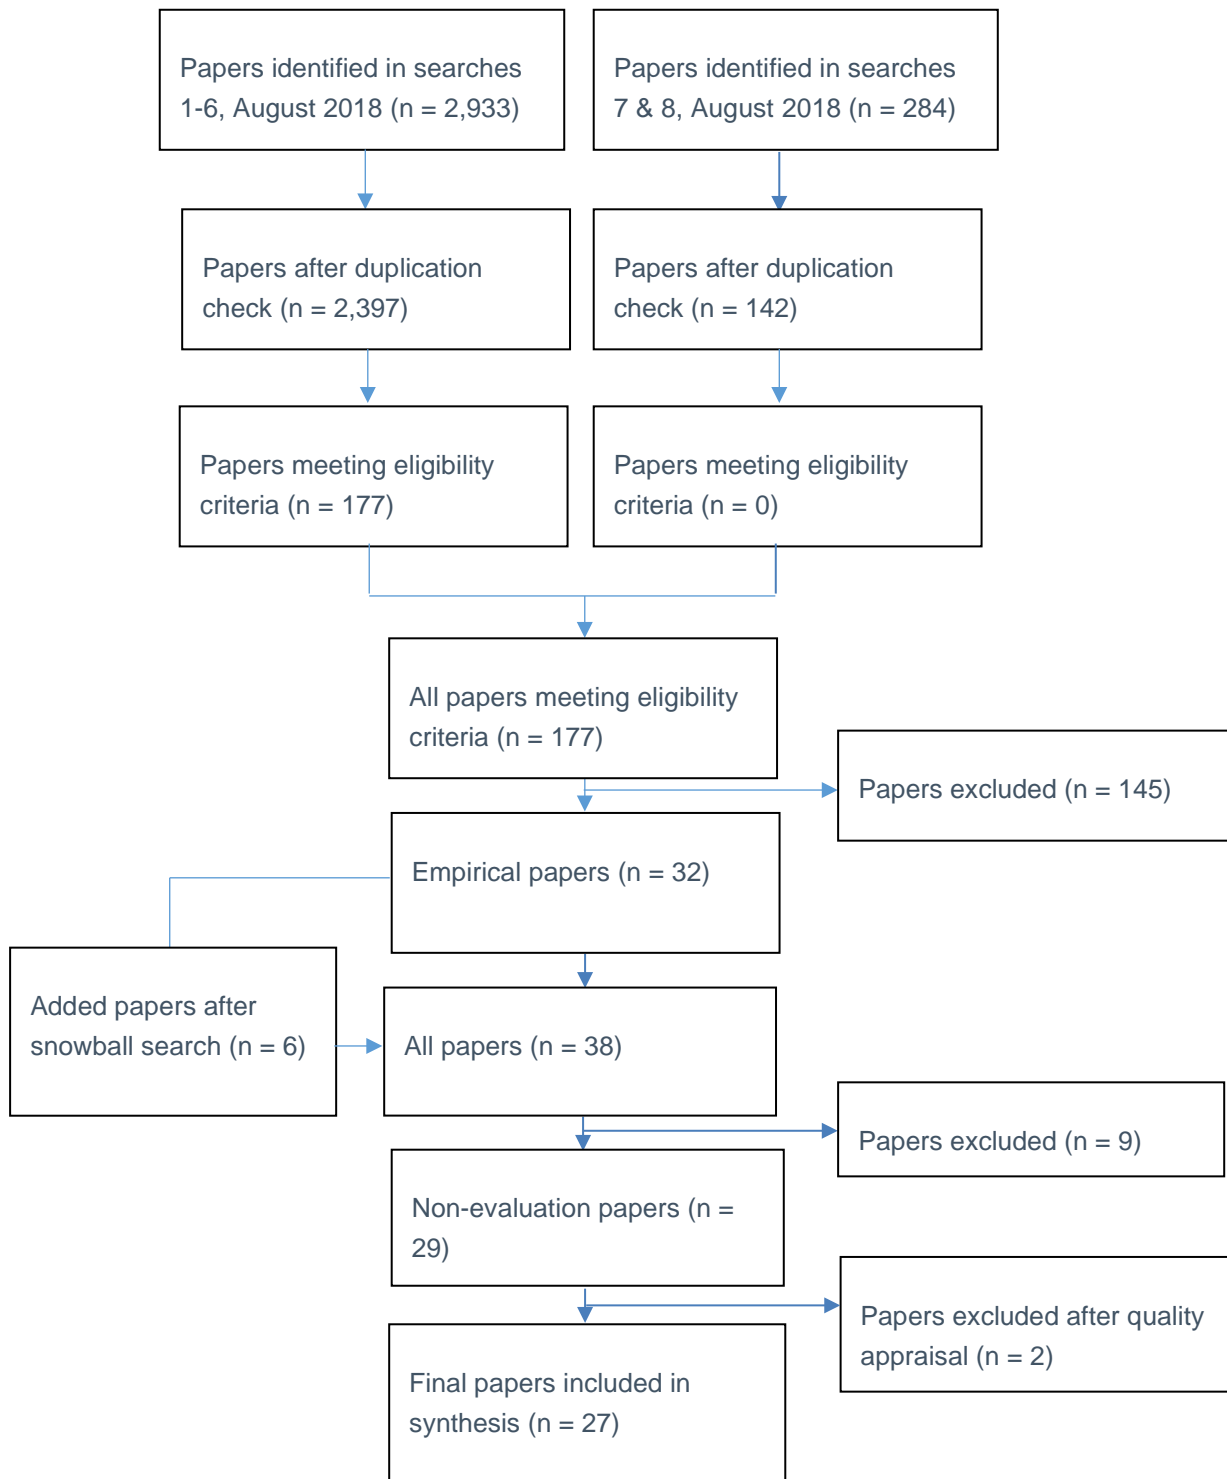 Papers identified in searches
1-6, August 2018 (n = 2,933)
Papers identified in searches
7 & 8, August 2018 (n = 284)
Papers after duplication
check (n = 2,397)
Papers after duplication
check (n = 142)
Papers meeting eligibility
criteria (n = 177)
Papers meeting eligibility
criteria (n = 0)
All papers meeting eligibility
criteria (n = 177)
Papers excluded (n = 145)
Empirical papers (n = 32)
Added papers after
snowball search (n = 6)
All papers (n = 38)
Papers excluded (n = 9)
Non-evaluation papers (n =
29)
Papers excluded after quality
appraisal (n = 2)
Final papers included in
synthesis (n = 27)